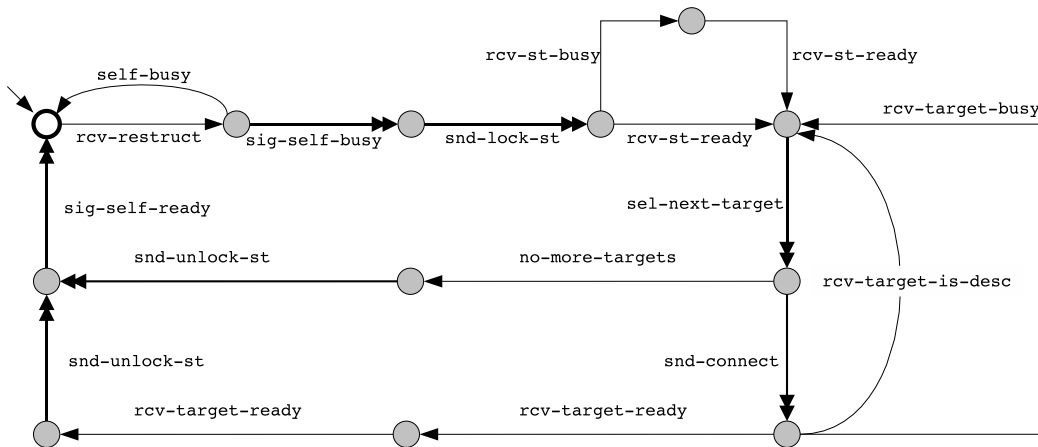 rcv-st-busy
rcv-st-ready
self-busy
rcv-target-busy
rcv-restruct
sig-self-busy
snd-lock-st
rcv-st-ready
sig-self-ready
sel-next-target
snd-unlock-st
no-more-targets
rcv-target-is-desc
snd-unlock-st
snd-connect
rcv-target-ready
rcv-target-ready